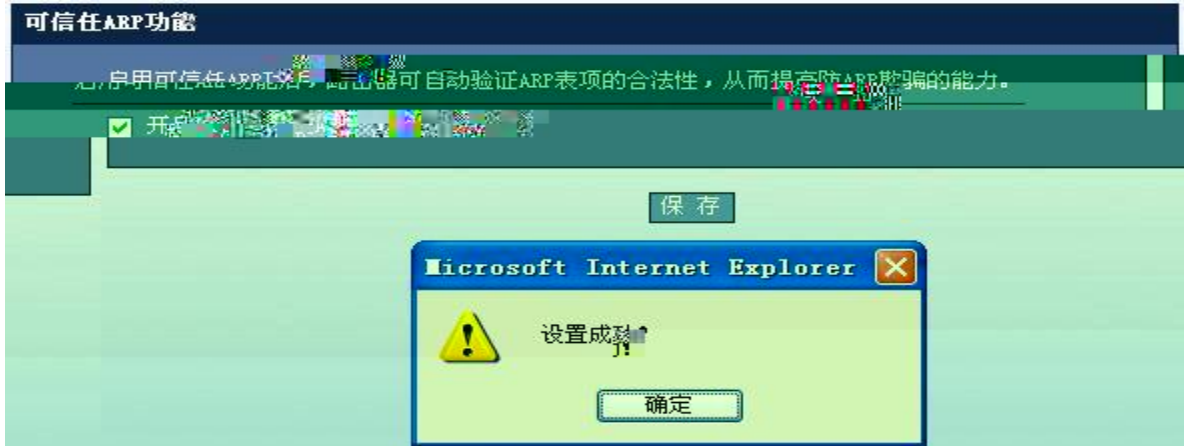 可信任ARP功能
启用可信任ARP功能后，路由器可自动验证ARP表项的合法性，从而提高防ARP欺骗的能力。
开启
保 存
Microsoft Internet Explorer
设置成功!
确定